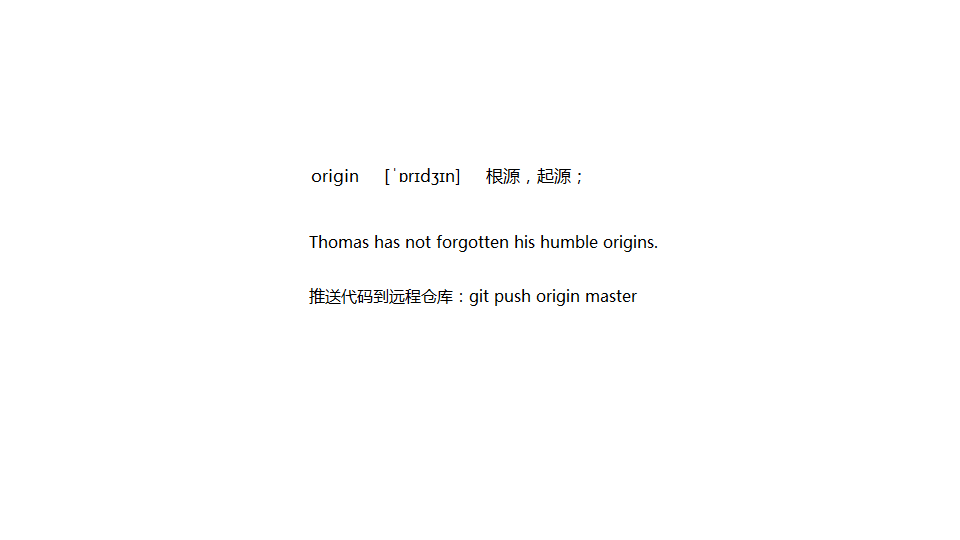 origin [ˈɒrɪdʒɪn] 根源，起源；
Thomas has not forgotten his humble origins.
推送代码到远程仓库：git push origin master